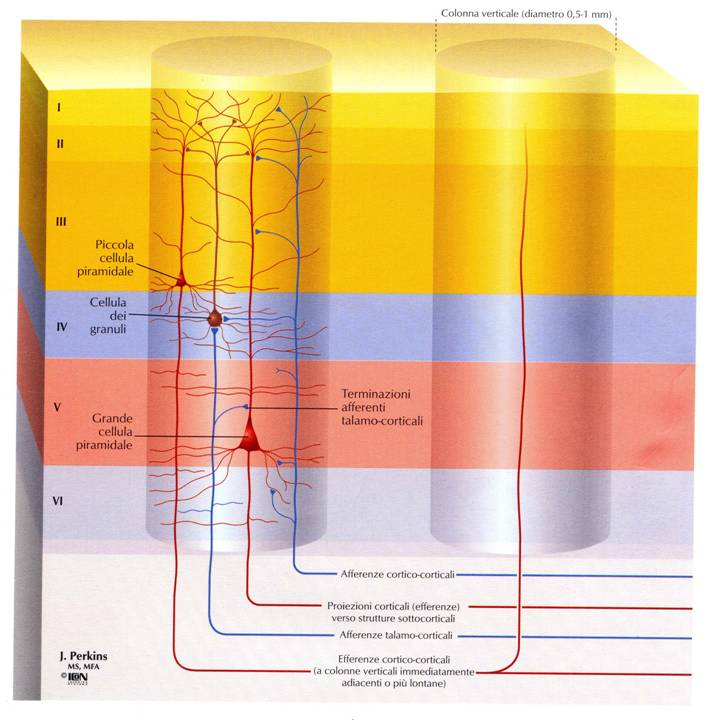 Colonna verticale (diametro 0,5-1 mm)
I
II
III
Piccola
cellula
piramidale
Cellula
dei
granuli
IV
V
Terminazioni
afferenti
talamo-corticali
Grande
cellula
piramidale
VI
Afferenze cortico-corticali
Proiezioni corticali (efferenze)
verso strutture sottocorticali
Afferenze talamo-corticali
Efferenze cortico-corticali
(a colonne verticali immediatamente
adiacenti o più lontane)
J. Perkins
MS, MFA
©ICON